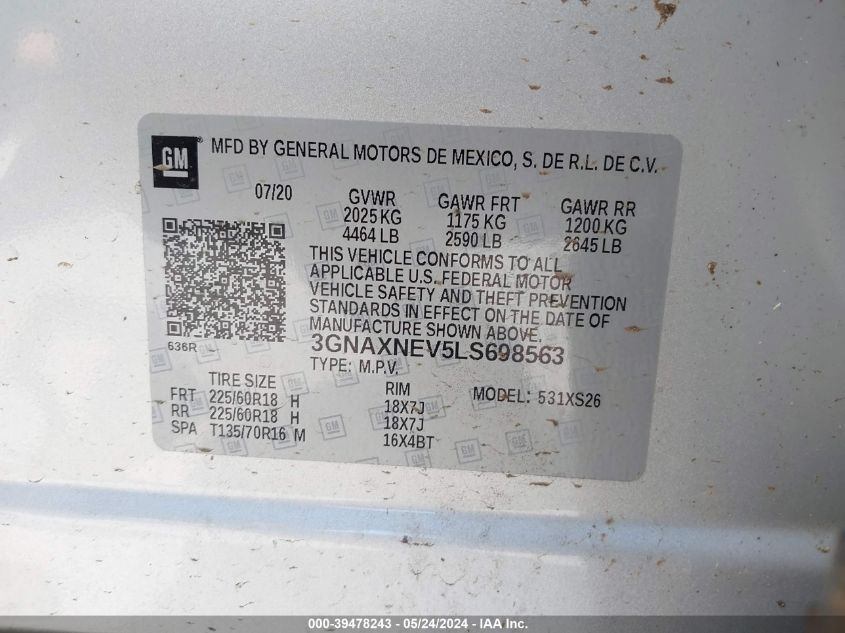 GM ® MFD BY GENERAL MOTORS DE MEXICO, S. DE R.L. DE C.V.
07/20 GVWR GAWR FRT GAWR RR
2025 KG 1175 KG 1200 KG
4464 LB 2590 LB 2645 LB
THIS VEHICLE CONFORMS TO ALL
APPLICABLE U.S. FEDERAL MOTOR
VEHICLE SAFETY AND THEFT PREVENTION
STANDARDS IN EFFECT ON THE DATE OF
MANUFACTURE SHOWN ABOVE.
636R 3GNAXNEV5LS698563
TYPE: M.P.V.
TIRE SIZE RIM MODEL: 531XS26
FRT 225/60R18 H 18X7J
RR 225/60R18 H 18X7J
SPA T135/70R16 M 16X4BT
000-39478243 - 05/24/2024 - IAA Inc.